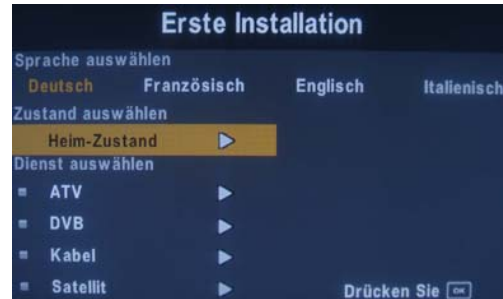 Erste Installation
Sprache auswählen
Deutsch Französisch Englisch Italienisch
Zustand auswählen
Heim-Zustand
Dienst auswählen
ATV
DVB
Kabel
Satellit
Drücken Sie OK